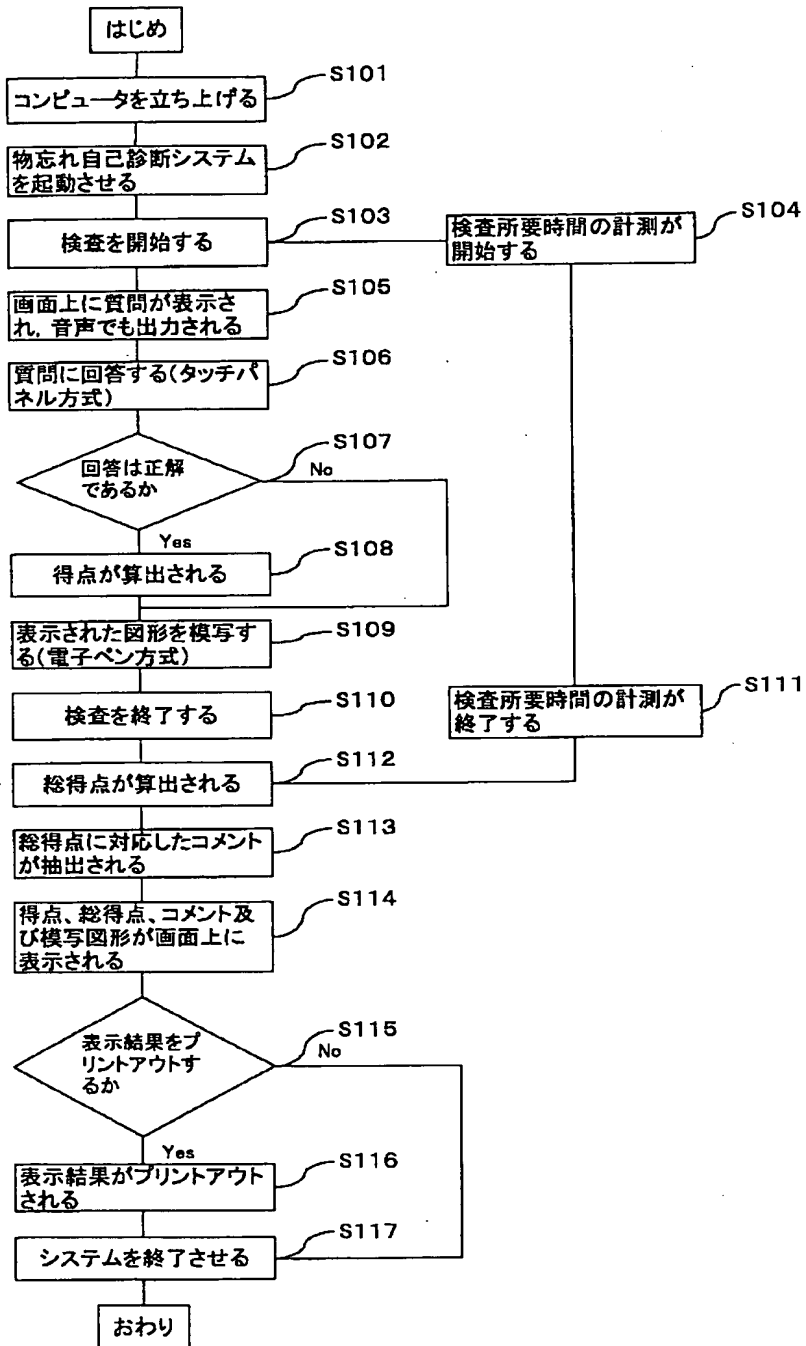 はじめ
S101
コンピュータを立ち上げる
S102
物忘れ自己診断システム
を起動させる
S103
検査を開始する
S104
検査所要時間の計測が
開始する
S105
画面上に質問が表示さ
れ,音声でも出力される
S106
質問に回答する(タッチパ
ネル方式)
S107
回答は正解
であるか
No
Yes
S108
得点が算出される
S109
表示された図形を模写す
る(電子ペン方式)
S110
検査を終了する
S111
検査所要時間の計測が
終了する
S112
総得点が算出される
S113
総得点に対応したコメント
が抽出される
S114
得点、総得点、コメント及
び模写図形が画面上に
表示される
S115
表示結果をプ
リントアウトす
るか
No
Yes
S116
表示結果がプリントアウト
される
S117
システムを終了させる
おわり